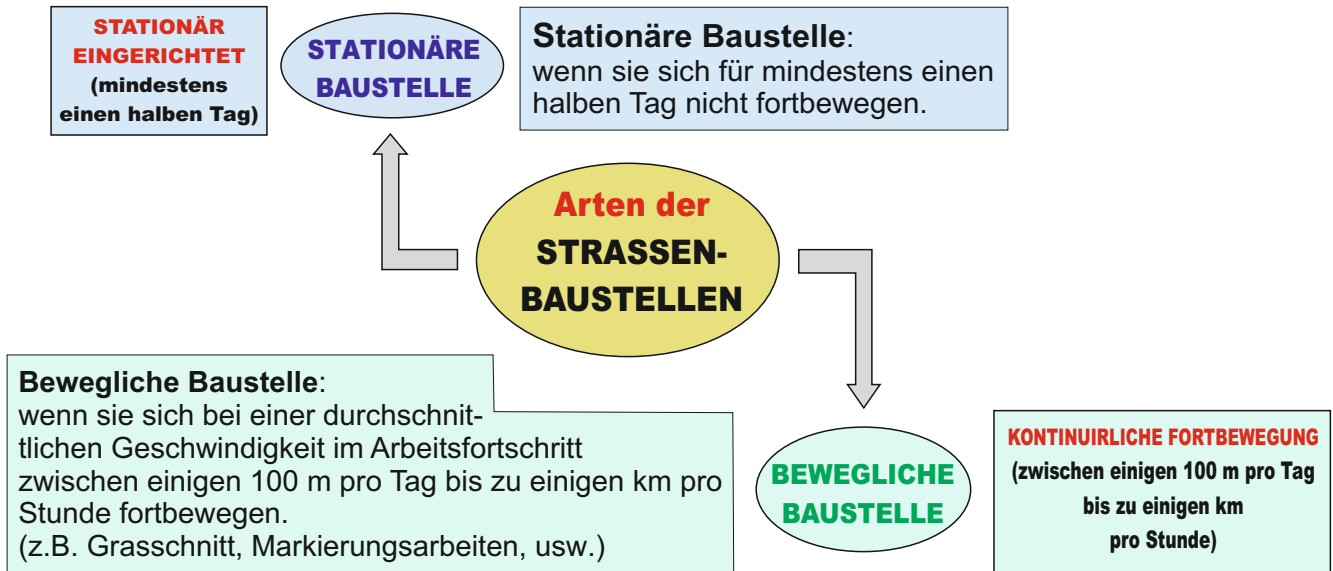 STATIONÄR
EINGERICHTET
(mindestens
einen halben Tag)
STATIONÄRE
BAUSTELLE
Stationäre Baustelle:
wenn sie sich für mindestens einen
halben Tag nicht fortbewegen.
Arten der
STRASSEN-
BAUSTELLEN
Bewegliche Baustelle:
wenn sie sich bei einer durchschnit-
tlichen Geschwindigkeit im Arbeitsfortschritt
zwischen einigen 100 m pro Tag bis zu einigen km pro
Stunde fortbewegen.
(z.B. Grasschnitt, Markierungsarbeiten, usw.)
BEWEGLICHE
BAUSTELLE
KONTINUIRLICHE FORTBEWEGUNG
(zwischen einigen 100 m pro Tag
bis zu einigen km
pro Stunde)